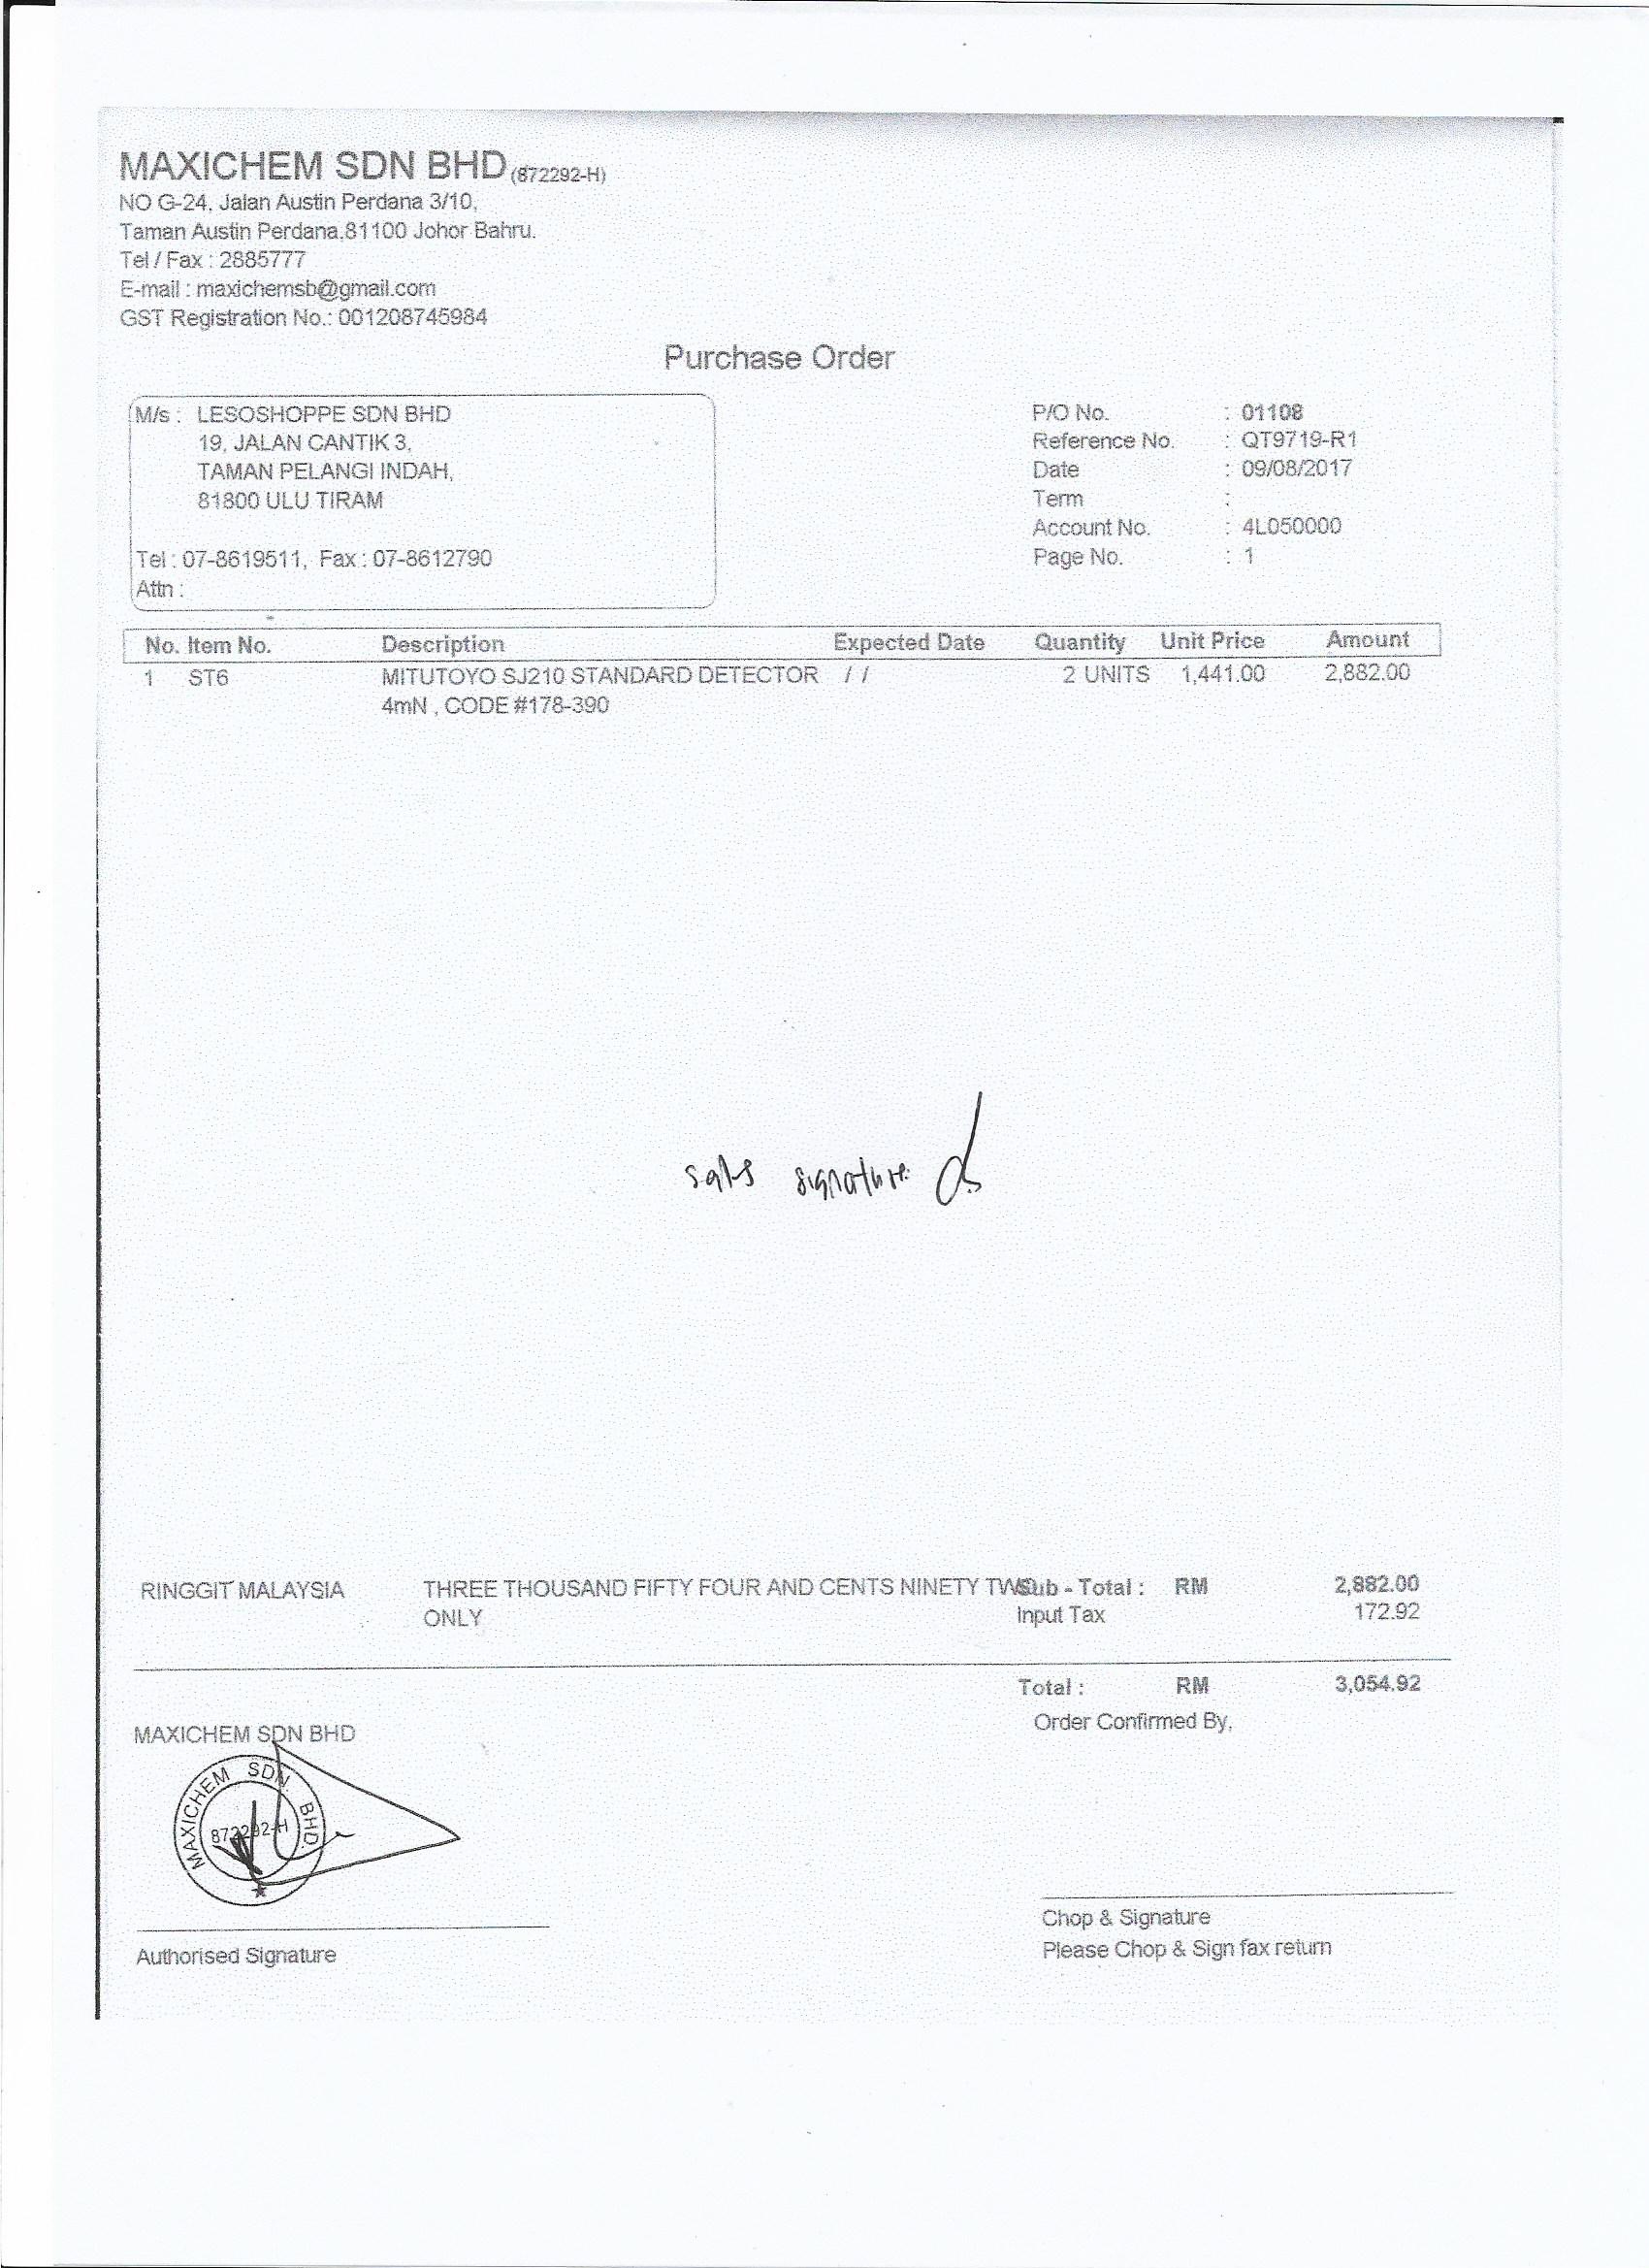 MAXICHEM SDN BHD (872292-H)
NO G-24, Jalan Austin Perdana 3/10,
Taman Austin Perdana,81100 Johor Bahru.
Tel / Fax : 2885777
E-mail : maxichemsb@gmail.com
GST Registration No.: 001208745984
Purchase Order
M/s : LESOSHOPPE SDN BHD
19, JALAN CANTIK 3,
TAMAN PELANGI INDAH,
81800 ULU TIRAM
Tel : 07-8619511, Fax : 07-8612790
Attn :
P/O No. : 01108
Reference No. : QT9719-R1
Date : 09/08/2017
Term :
Account No. : 4L050000
Page No. : 1
No. Item No. Description Expected Date Quantity Unit Price Amount
1 ST6 MITUTOYO SJ210 STANDARD DETECTOR / / 2 UNITS 1,441.00 2,882.00
4mN , CODE #178-390
sales signature:
RINGGIT MALAYSIA THREE THOUSAND FIFTY FOUR AND CENTS NINETY TWO Sub - Total : RM 2,882.00
ONLY Input Tax 172.92
Total : RM 3,054.92
Order Confirmed By,
MAXICHEM SDN BHD
MAXICHEM SDN. BHD.
872292-H
Authorised Signature
Chop & Signature
Please Chop & Sign fax return